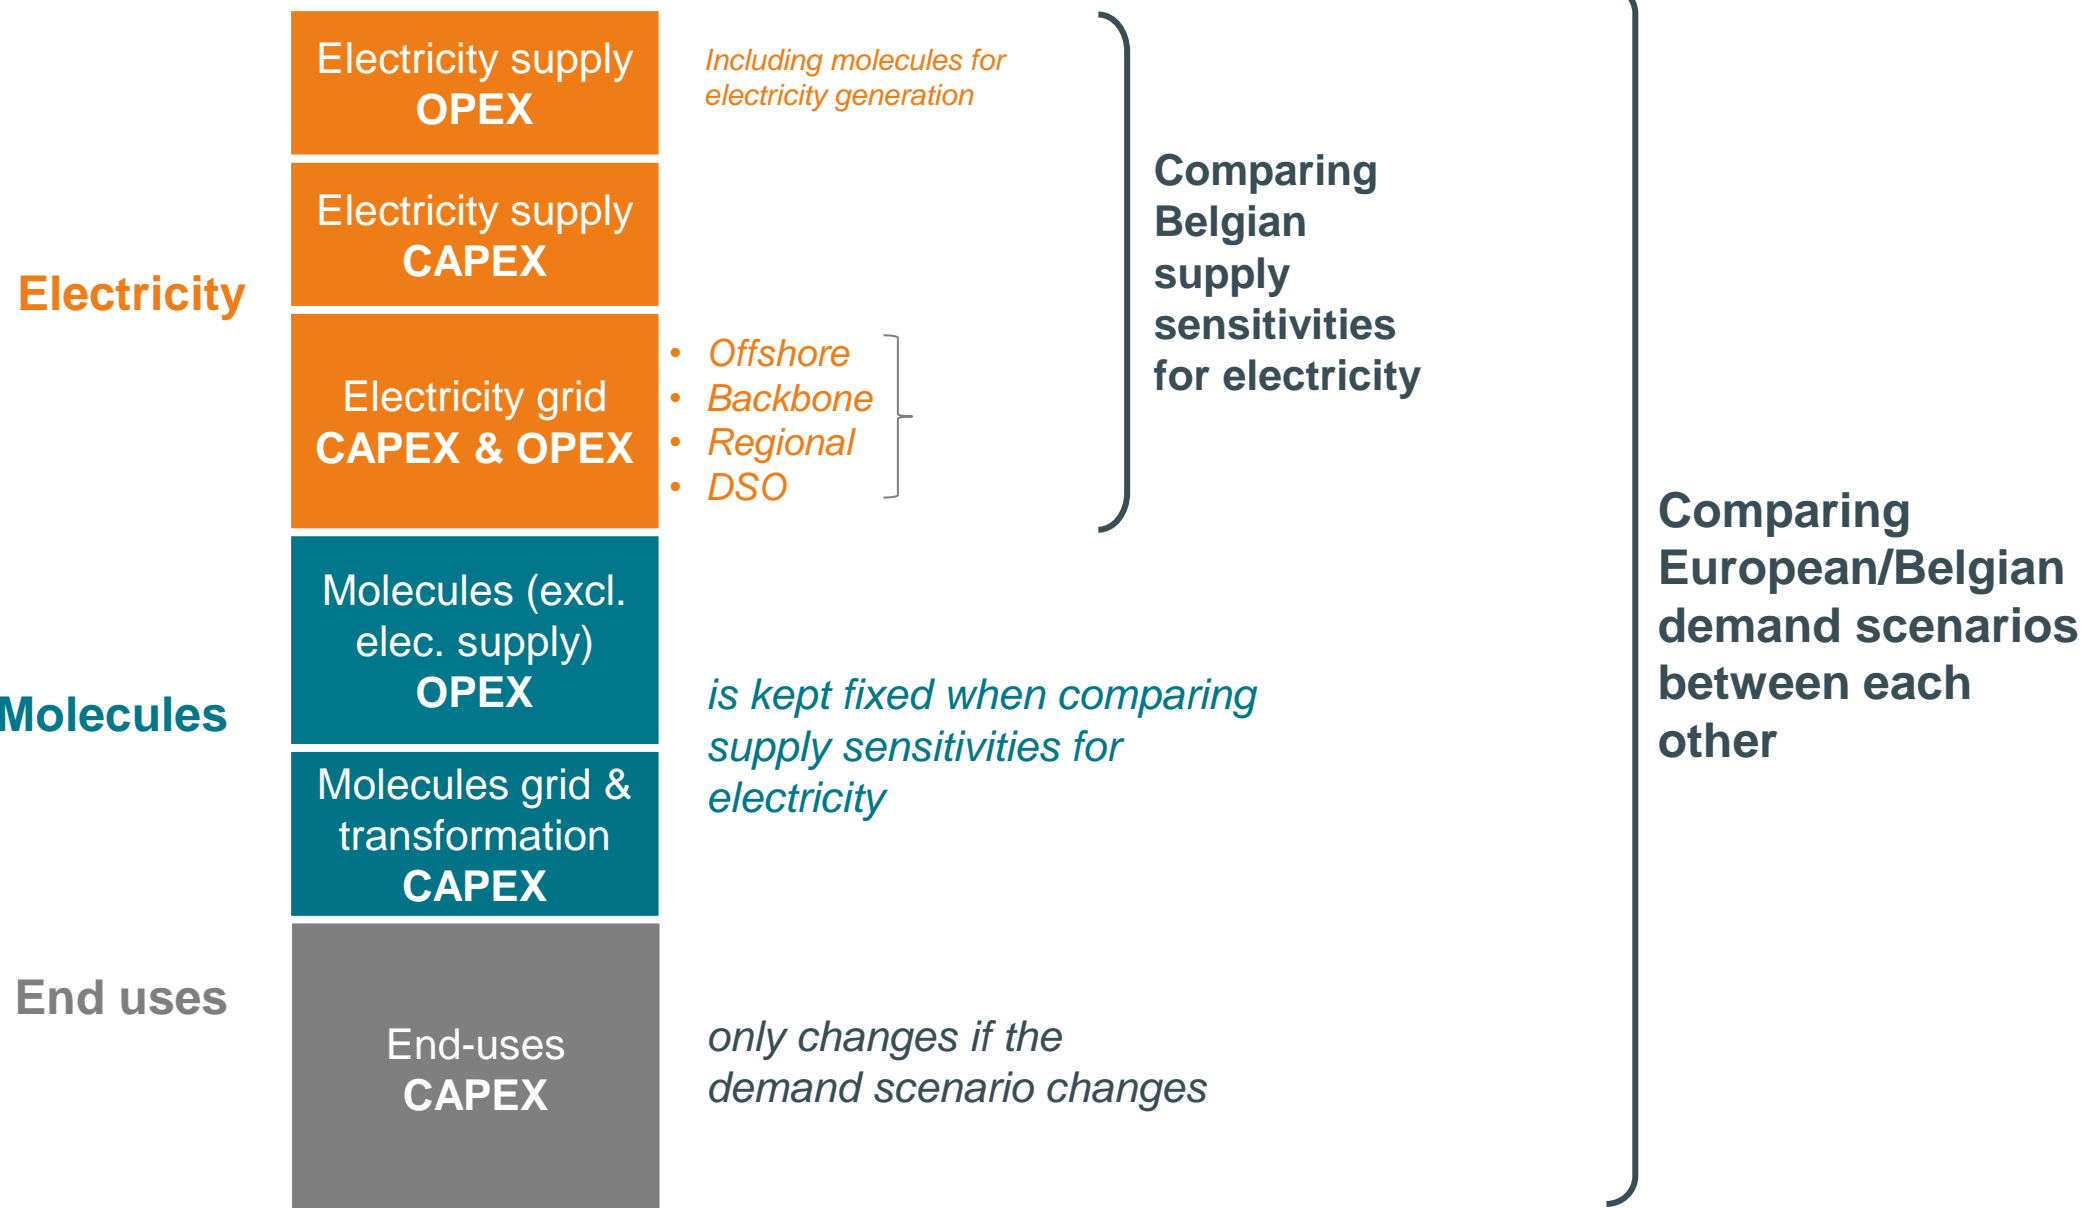 Electricity supply
OPEX
Including molecules for
electricity generation
Electricity supply
CAPEX
Electricity
Electricity grid
CAPEX & OPEX
• Offshore
• Backbone
• Regional
• DSO
Comparing
Belgian
supply
sensitivities
for electricity
Molecules (excl.
elec. supply)
OPEX
Molecules
Molecules grid &
transformation
CAPEX
is kept fixed when comparing
supply sensitivities for
electricity
Comparing
European/Belgian
demand scenarios
between each
other
End uses
End-uses
CAPEX
only changes if the
demand scenario changes